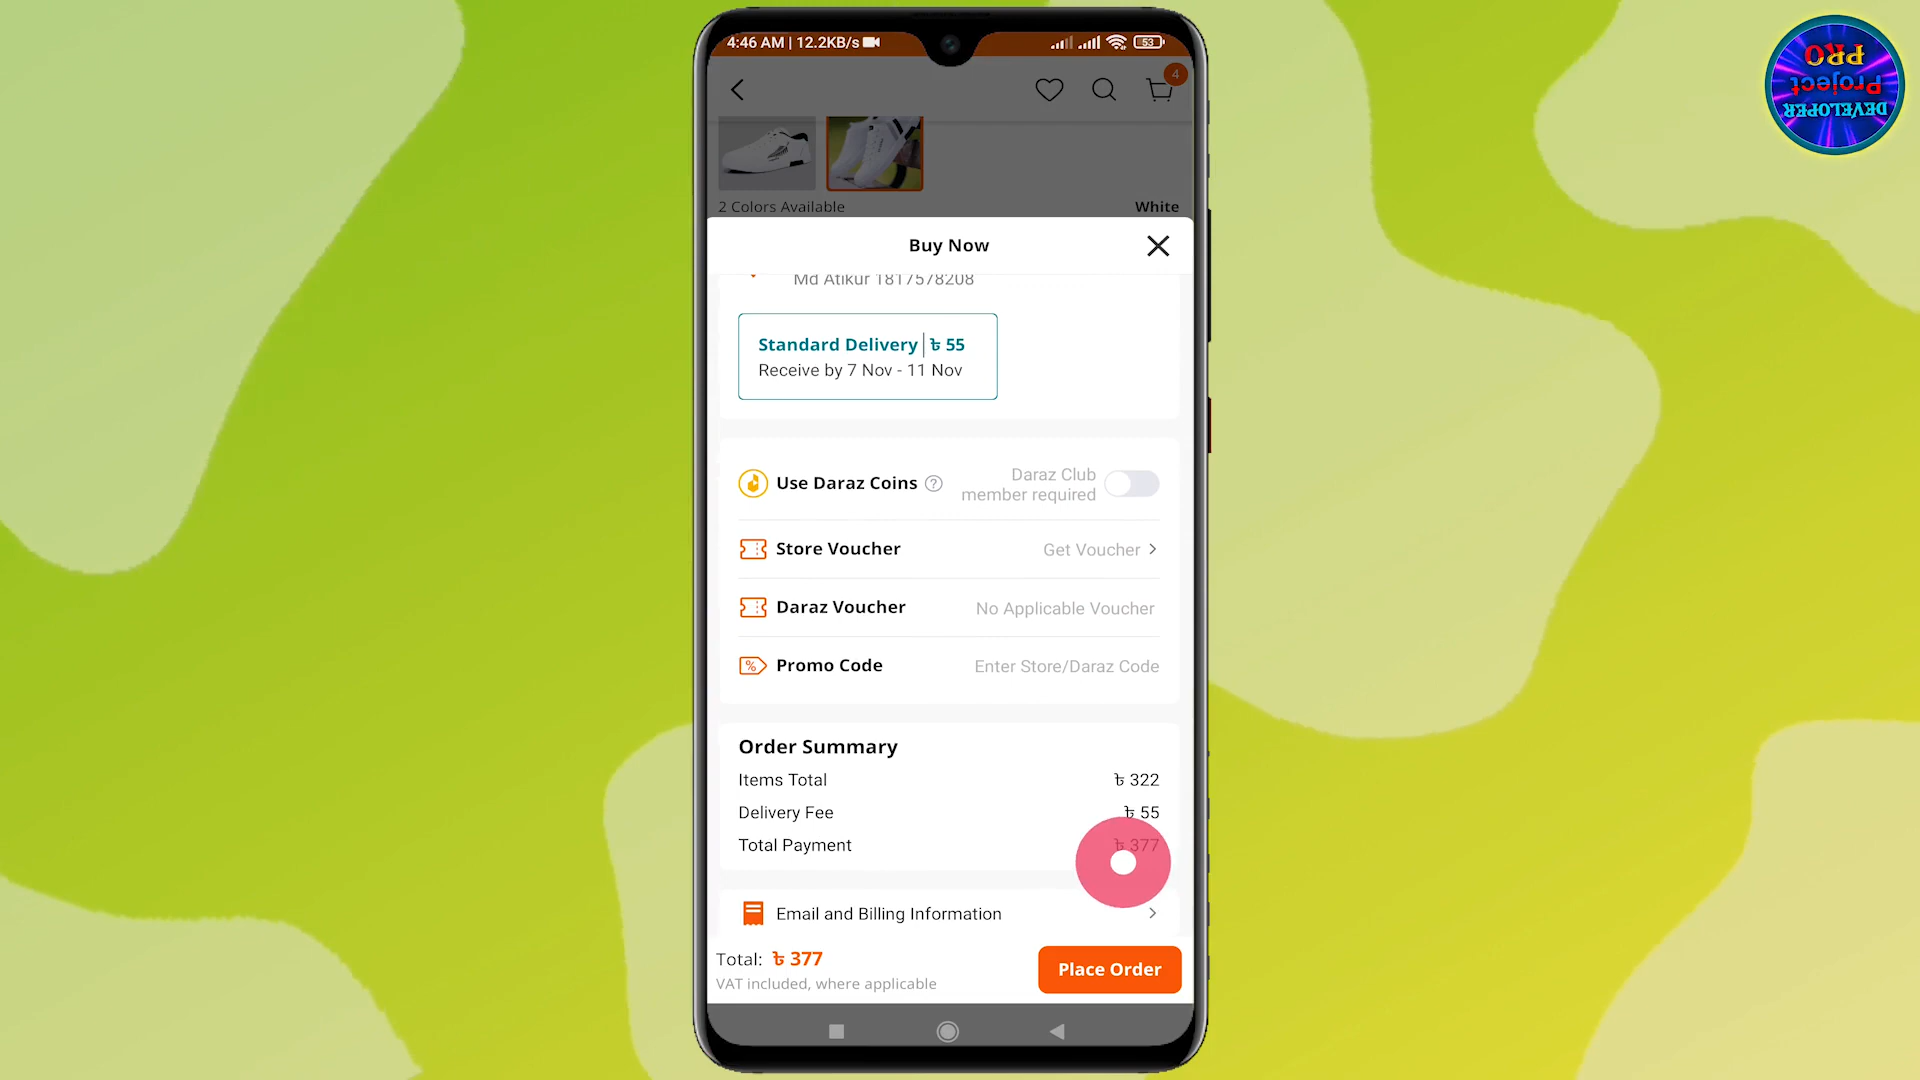 4:46 AM | 12.2KB/s
53
4
PRO
Project
DEVELOPER
2 Colors Available
White
Buy Now
Md Atikur 1817578208
Standard Delivery | ৳ 55
Receive by 7 Nov - 11 Nov
Use Daraz Coins ?
Daraz Club
member required
Store Voucher
Get Voucher
Daraz Voucher
No Applicable Voucher
Promo Code
Enter Store/Daraz Code
Order Summary
Items Total
৳ 322
Delivery Fee
৳ 55
Total Payment
৳ 377
Email and Billing Information
Total: ৳ 377
VAT included, where applicable
Place Order